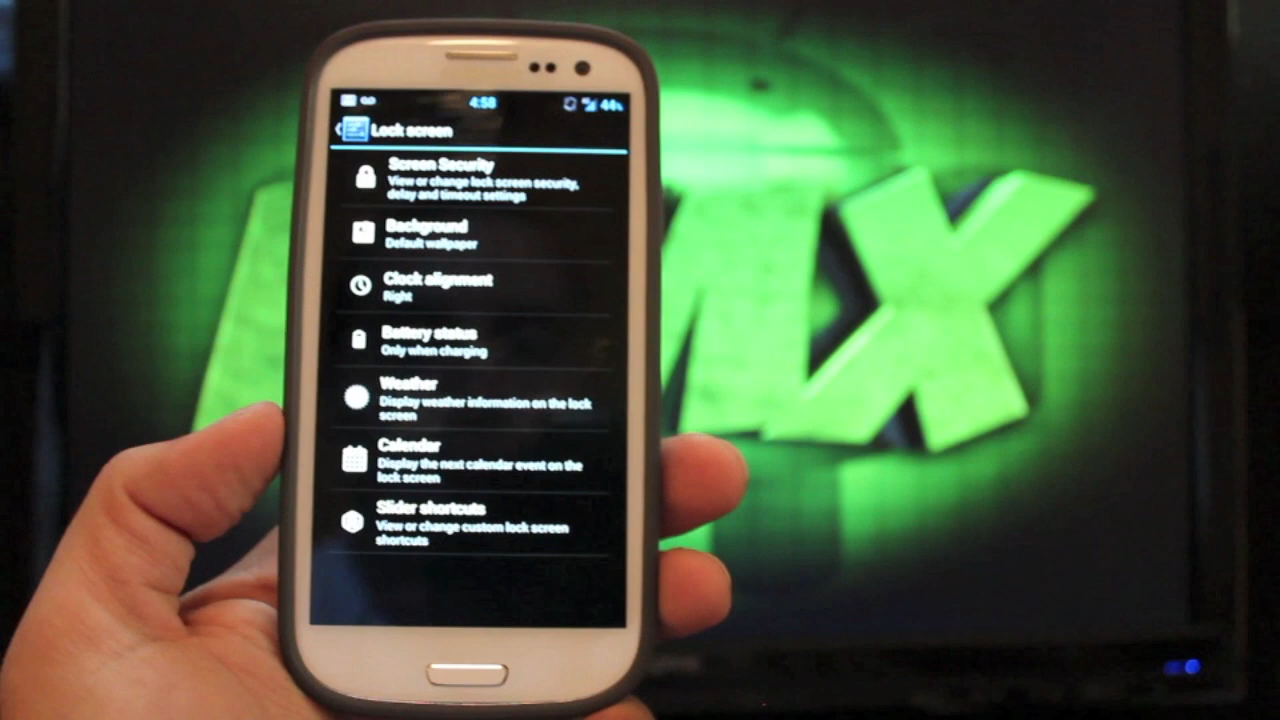 4:58 44%
Lock screen
Screen Security
View or change lock screen security,
delay and timeout settings
Background
Default wallpaper
Clock alignment
Right
Battery status
Only when charging
Weather
Display weather information on the lock
screen
Calendar
Display the next calendar event on the
lock screen
Slider shortcuts
View or change custom lock screen
shortcuts
X